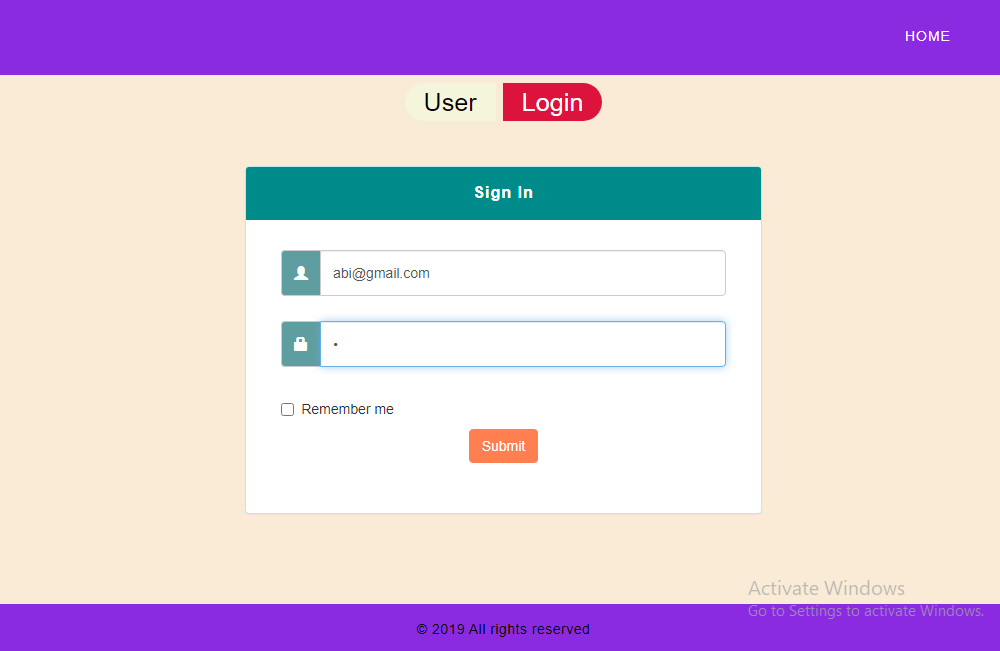 HOME
User Login
Sign In
abi@gmail.com
•
Remember me
Submit
Activate Windows
Go to Settings to activate Windows.
© 2019 All rights reserved